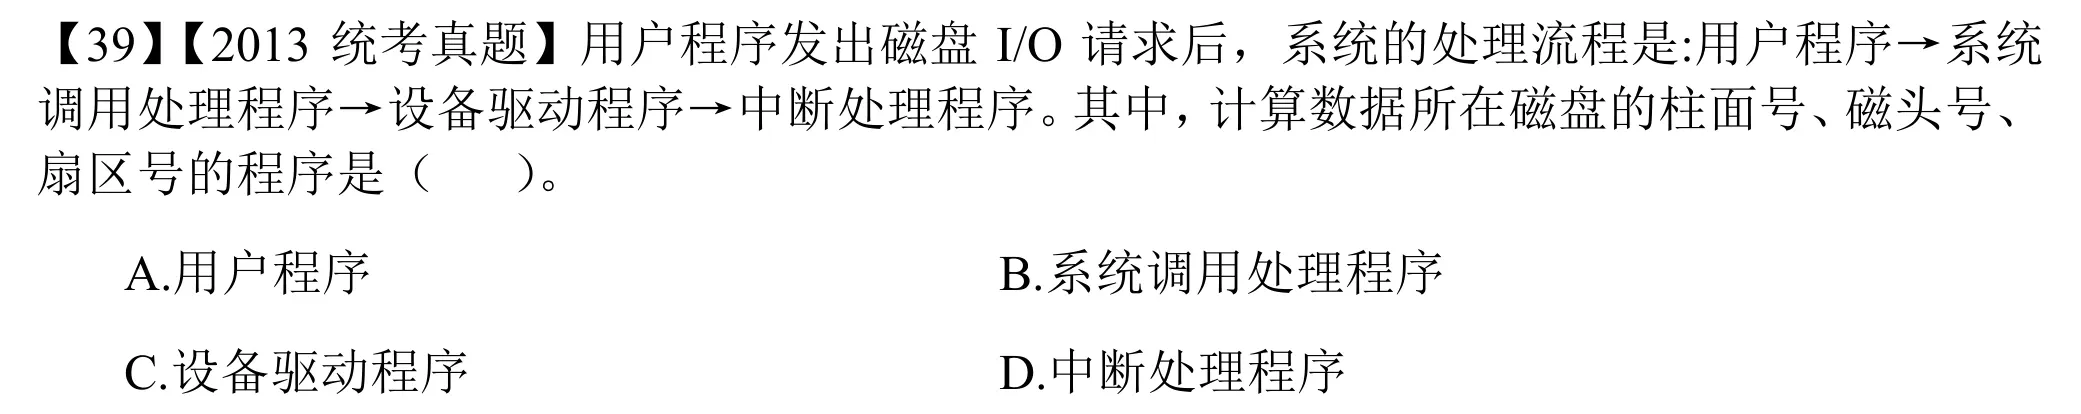 【39】【2013 统考真题】用户程序发出磁盘 I/O 请求后，系统的处理流程是:用户程序→系统
调用处理程序→设备驱动程序→中断处理程序。其中，计算数据所在磁盘的柱面号、磁头号、
扇区号的程序是（　　）。
A.用户程序
B.系统调用处理程序
C.设备驱动程序
D.中断处理程序